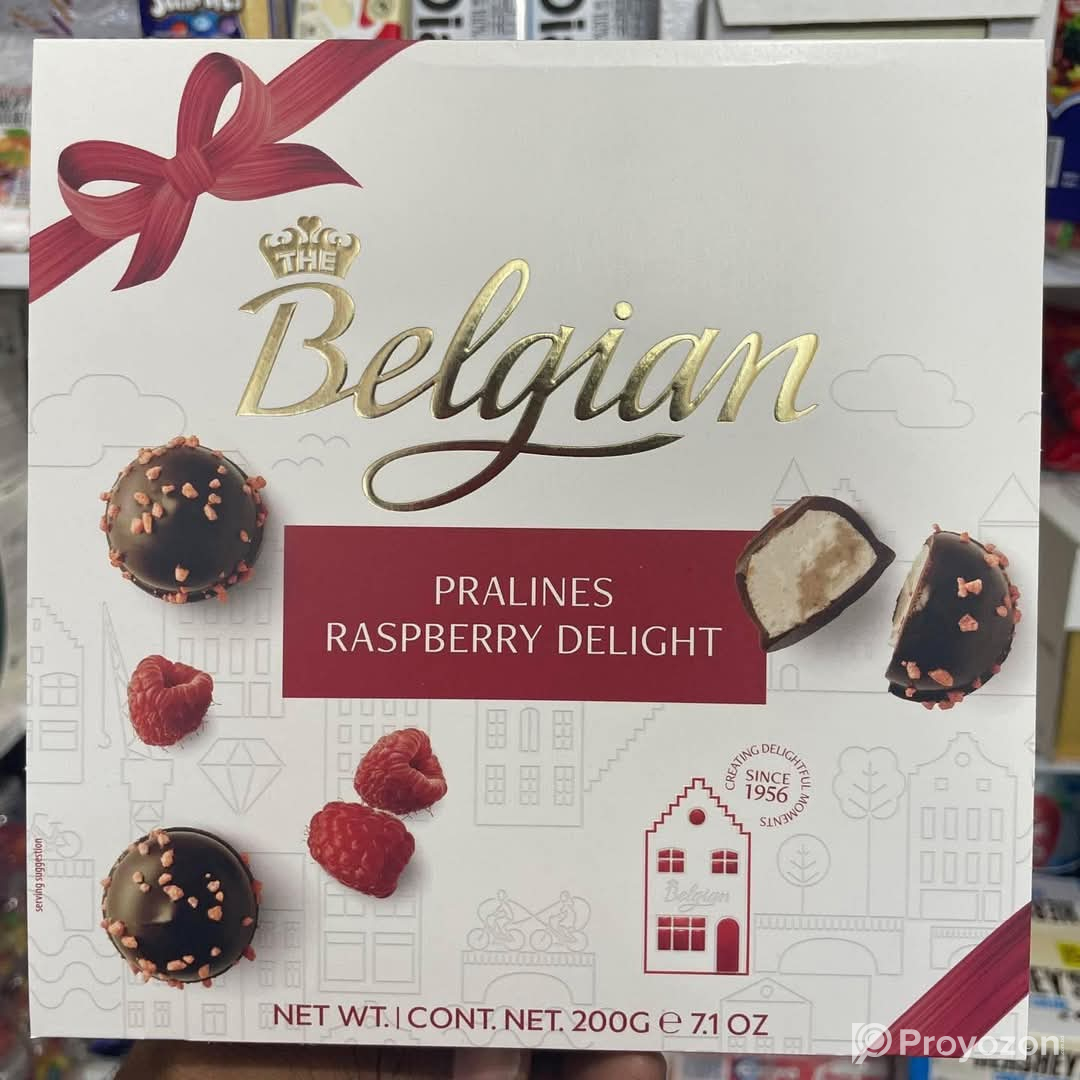 THE
Belgian
PRALINES
RASPBERRY DELIGHT
CREATING DELIGHTFUL MOMENTS
SINCE
1956
Belgian
serving suggestion
NET WT. | CONT. NET. 200G ℮ 7.1 OZ
Proyozon